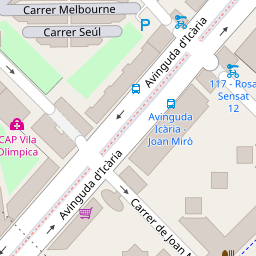 Carrer Melbourne
Carrer Seúl
P
Avinguda d'Icària
117 - Rosa
Sensat
12
Avinguda
Icària -
Joan Miró
CAP Vila
Olímpica
Avinguda d'Icària
Carrer de Joan M